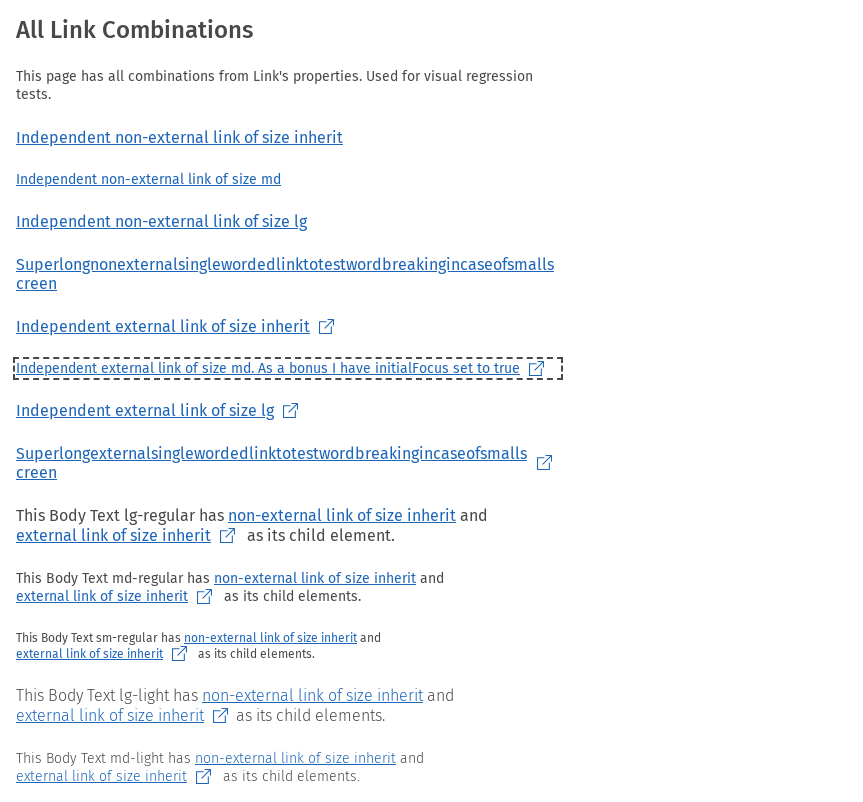 All Link Combinations
This page has all combinations from Link's properties. Used for visual regression
tests.
Independent non-external link of size inherit
Independent non-external link of size md
Independent non-external link of size lg
Superlongnonexternalsinglewordedlinktotestwordbreakingincaseofsmalls
creen
Independent external link of size inherit
Independent external link of size md. As a bonus I have initialFocus set to true
Independent external link of size lg
Superlongexternalsinglewordedlinktotestwordbreakingincaseofsmalls
creen
This Body Text lg-regular has non-external link of size inherit and
external link of size inherit as its child element.
This Body Text md-regular has non-external link of size inherit and
external link of size inherit as its child elements.
This Body Text sm-regular has non-external link of size inherit and
external link of size inherit as its child elements.
This Body Text lg-light has non-external link of size inherit and
external link of size inherit as its child elements.
This Body Text md-light has non-external link of size inherit and
external link of size inherit as its child elements.